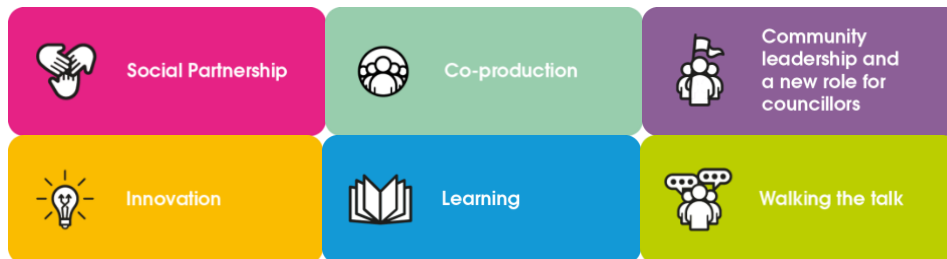 Social Partnership
Co-production
Community
leadership and
a new role for
councillors
Innovation
Learning
Walking the talk